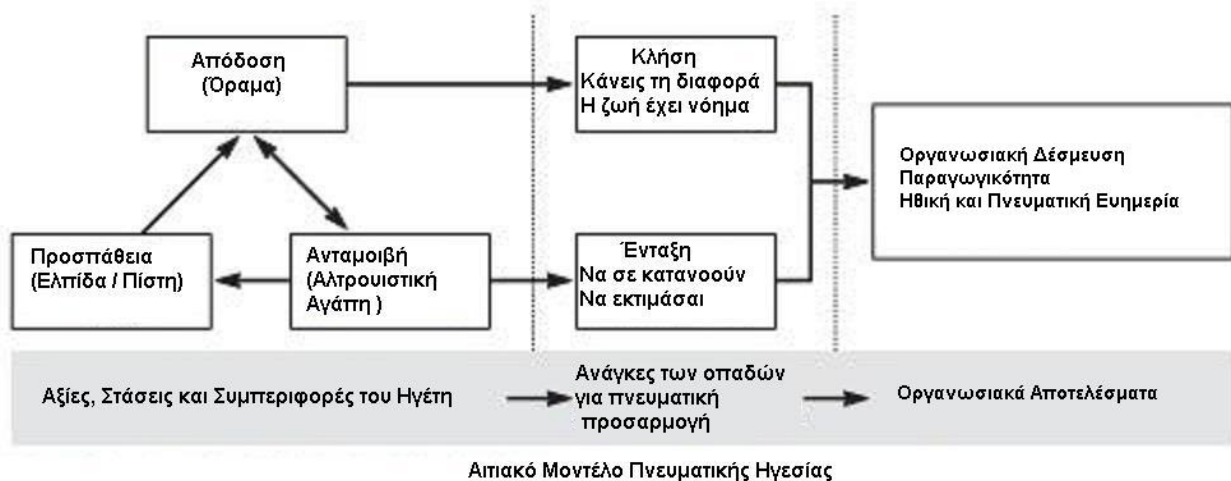 Απόδοση
(Όραμα)
Κλήση
Κάνεις τη διαφορά
Η ζωή έχει νόημα
Οργανωσιακή Δέσμευση
Παραγωγικότητα
Ηθική και Πνευματική Ευημερία
Προσπάθεια
(Ελπίδα / Πίστη)
Ανταμοιβή
(Αλτρουιστική
Αγάπη )
Ένταξη
Να σε κατανοούν
Να εκτιμάσαι
Αξίες, Στάσεις και Συμπεριφορές του Ηγέτη
Ανάγκες των οπαδών
για πνευματική
προσαρμογή
Οργανωσιακά Αποτελέσματα
Αιτιακό Μοντέλο Πνευματικής Ηγεσίας